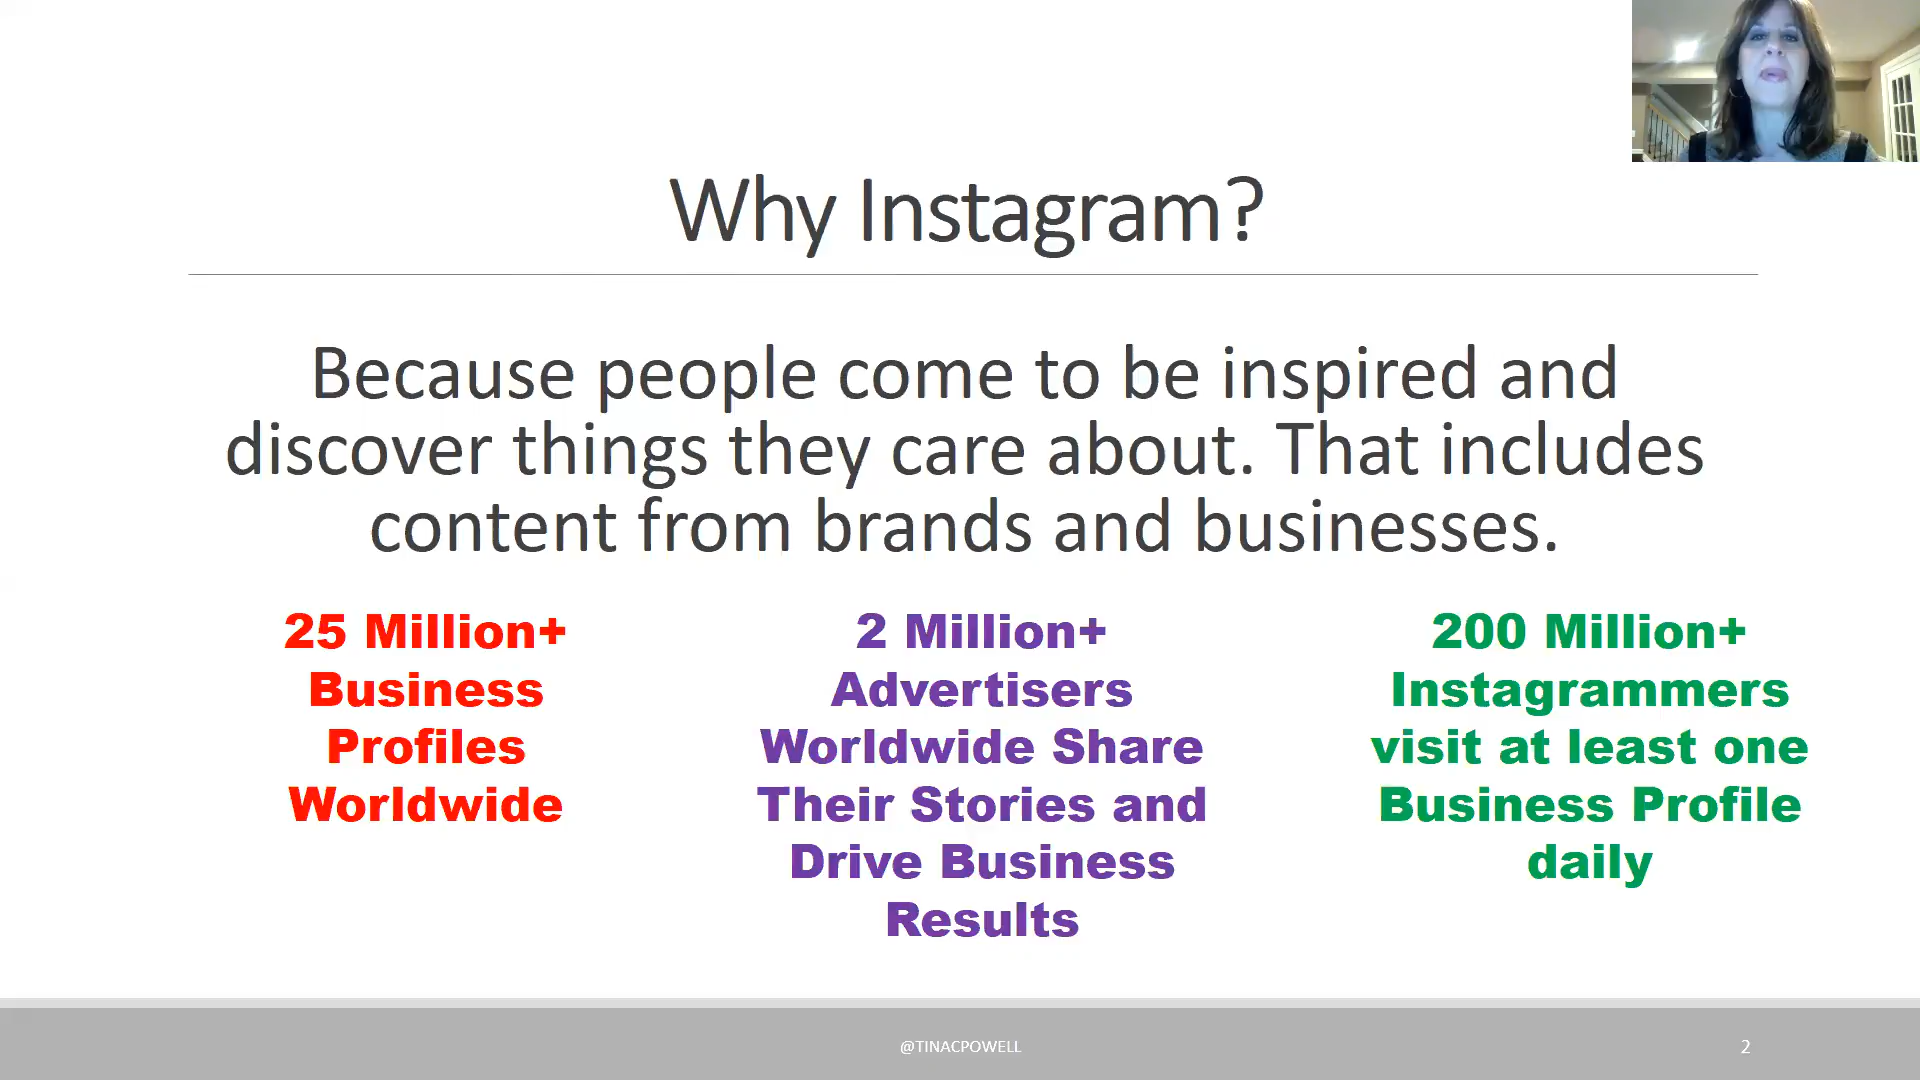 Why Instagram?
Because people come to be inspired and
discover things they care about. That includes
content from brands and businesses.
25 Million+
Business
Profiles
Worldwide
2 Million+
Advertisers
Worldwide Share
Their Stories and
Drive Business
Results
200 Million+
Instagrammers
visit at least one
Business Profile
daily
@TINACPOWELL
2